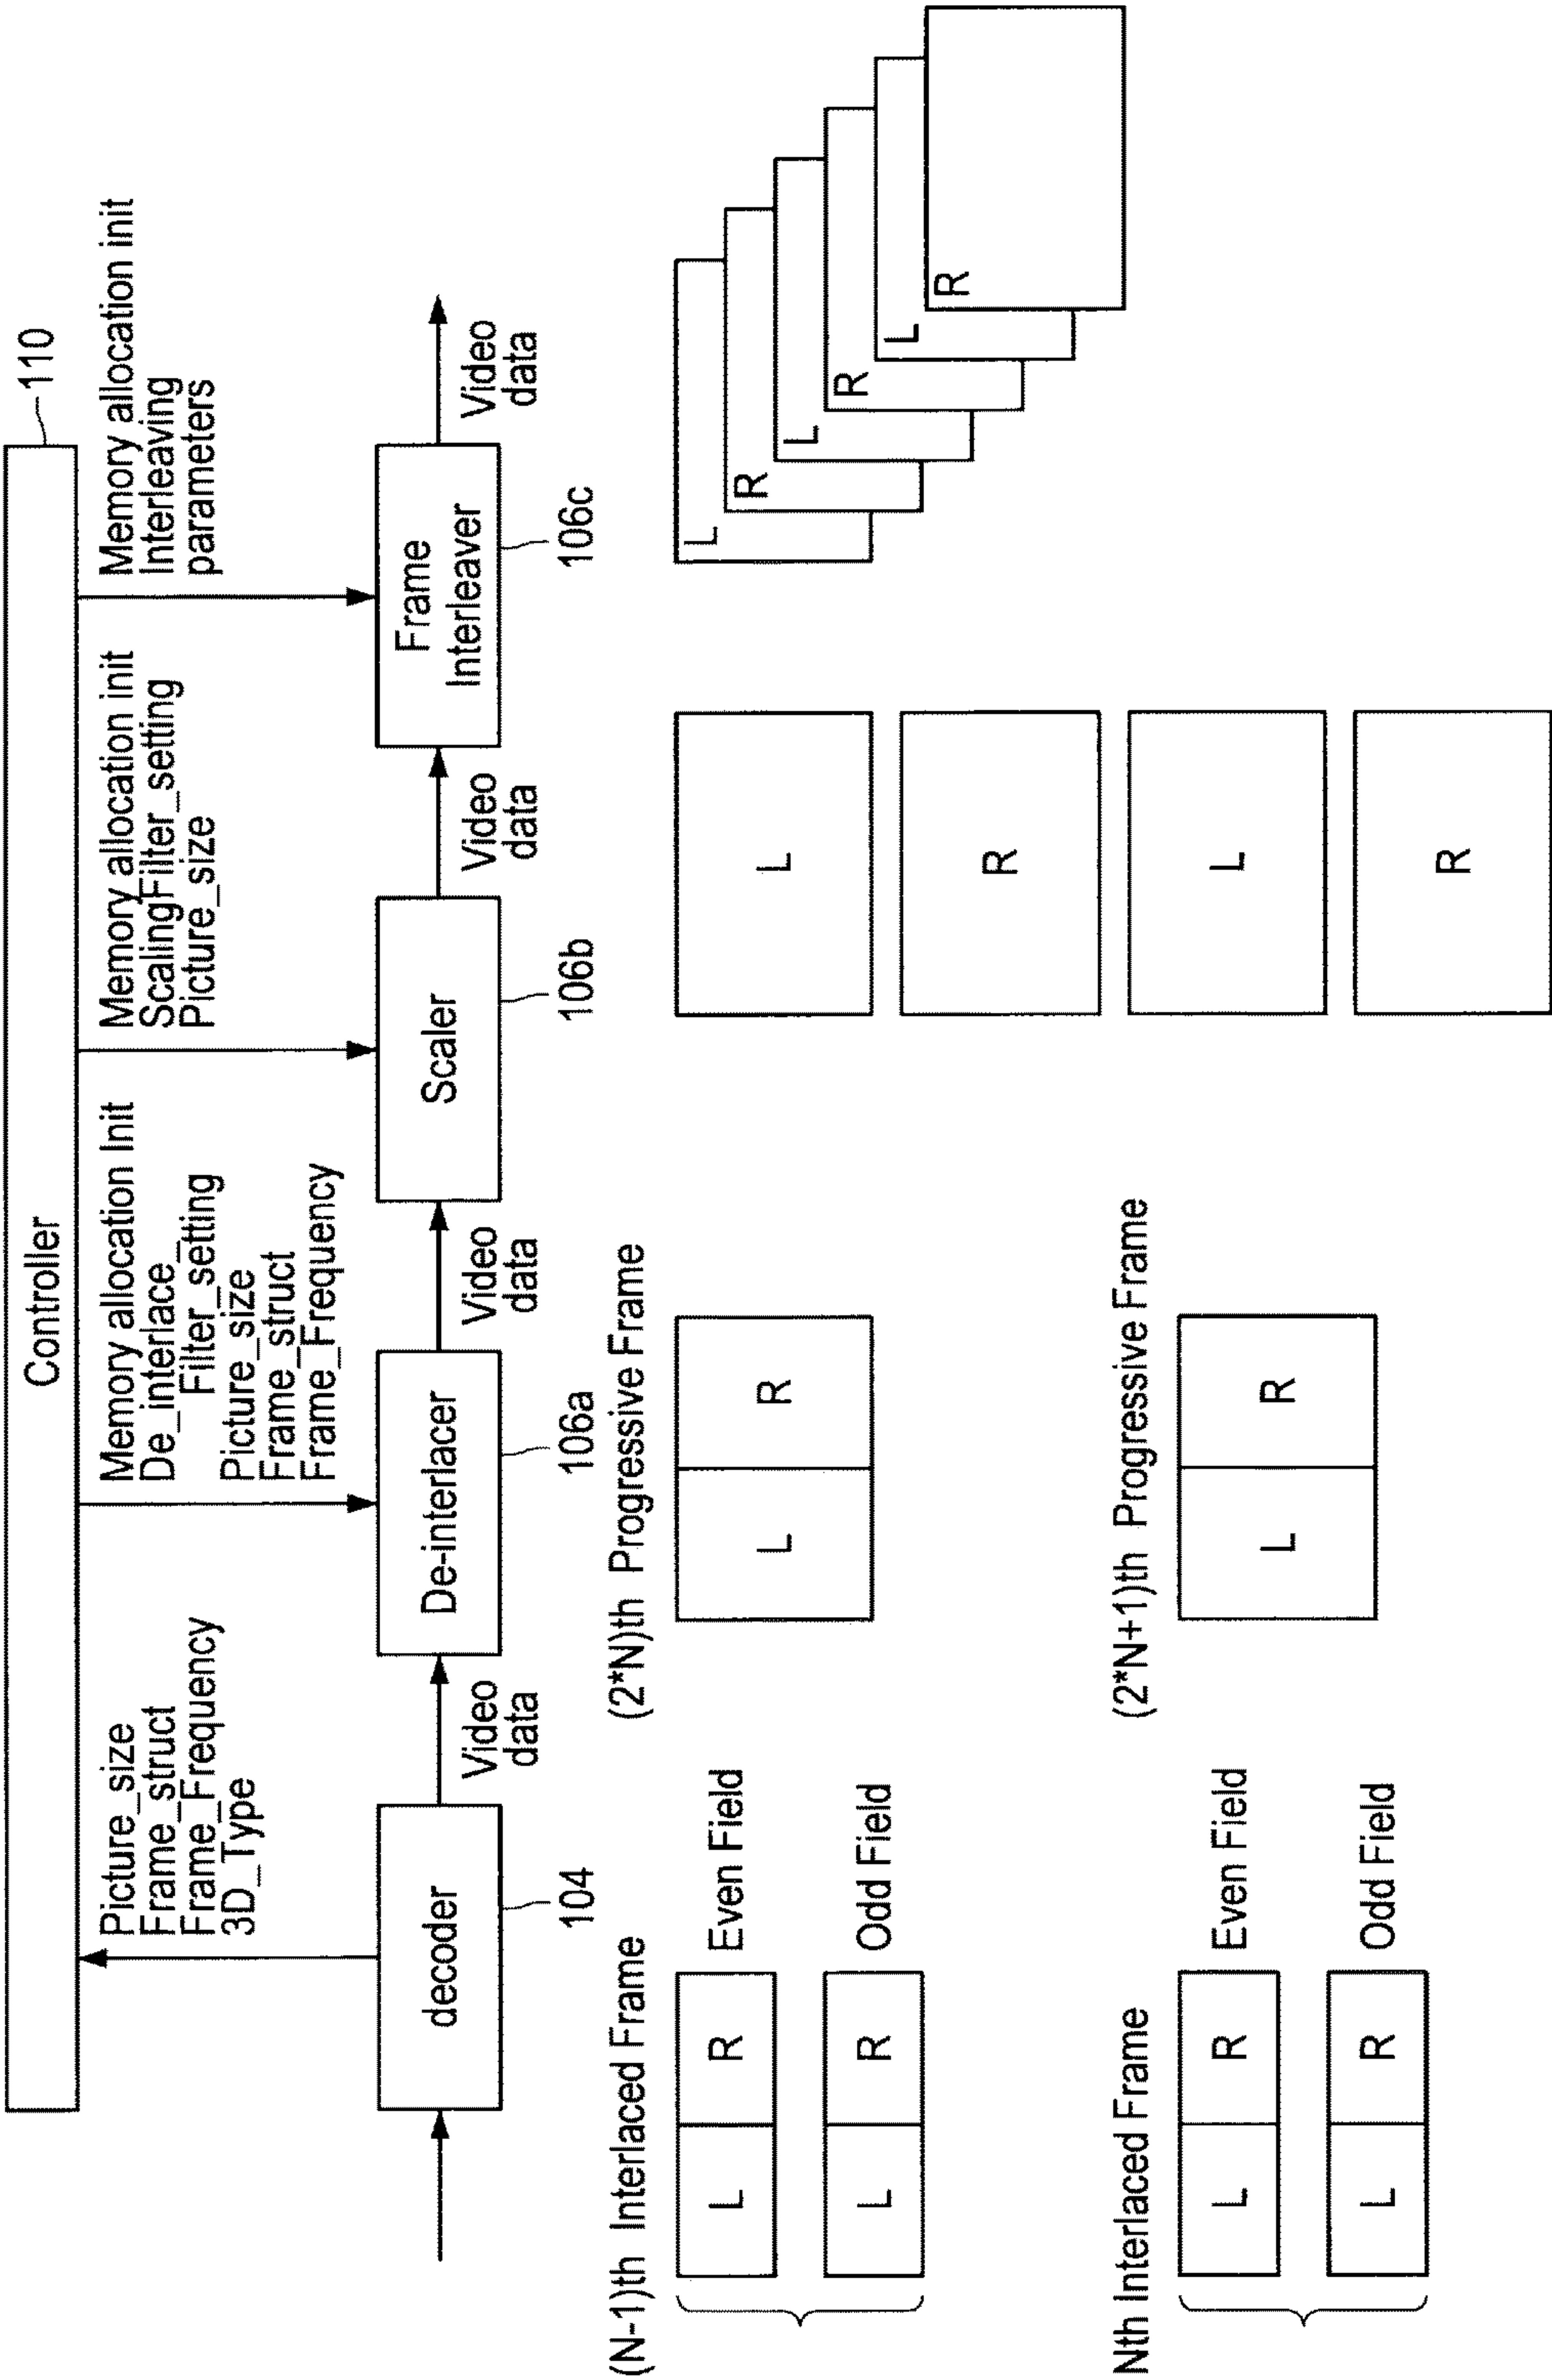 Controller
110
Picture_size
Frame_struct
Frame_Frequency
3D_Type
Memory allocation Init
De_interlace_
Filter_setting
Picture_size
Frame_struct
Frame_Frequency
Memory allocation init
ScalingFilter_setting
Picture_size
Memory allocation init
Interleaving
parameters
decoder
104
Video
data
De-interlacer
106a
Video
data
Scaler
106b
Video
data
Frame
Interleaver
106c
Video
data
(N-1)th Interlaced Frame
L R Even Field
L R Odd Field
Nth Interlaced Frame
L R Even Field
L R Odd Field
(2*N)th Progressive Frame
L R
(2*N+1)th Progressive Frame
L R
L
R
L
R
L
R
L
R
L
R